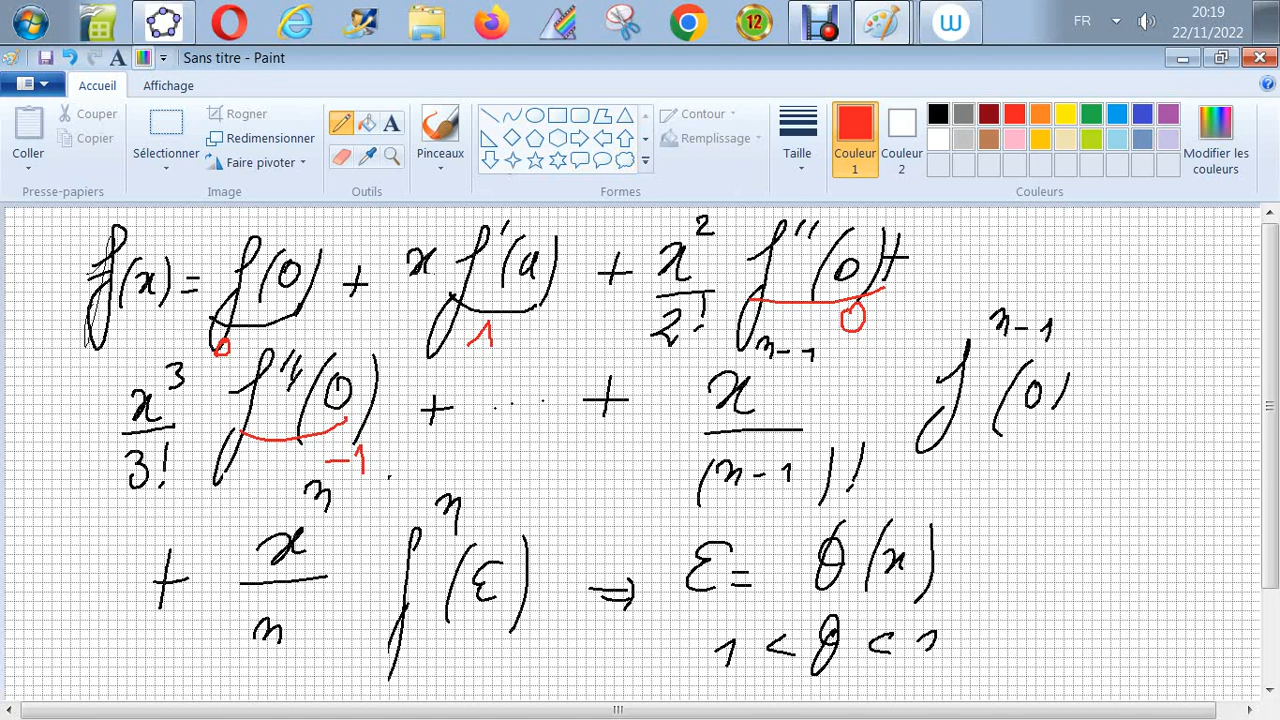 12
FR
20:19
22/11/2022
Sans titre - Paint
Accueil
Affichage
Coller
Couper
Copier
Presse-papiers
Sélectionner
Rogner
Redimensionner
Faire pivoter
Image
A
Outils
Pinceaux
Formes
Contour
Remplissage
Taille
Couleur 1
Couleur 2
Modifier les couleurs
Couleurs
f(x) = f(0) + x f'(a) + x²/2! f''(0) +
0 1 0
x³/3! f'''(0) + ..... + x^(n-1)/(n-1)! f^(n-1)(0)
-1
+ x^n/n f^n(ε) ⇒ ε = θ(x)
1 < θ < 1